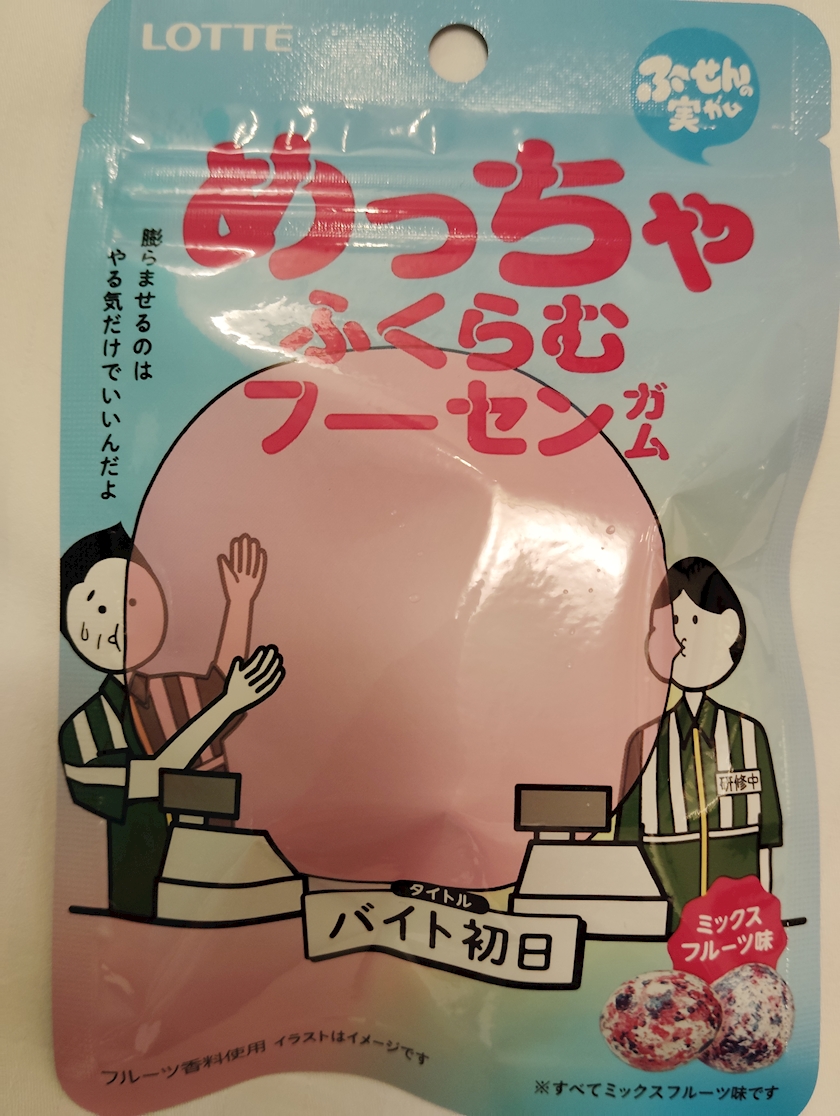 LOTTE
ふうせんの
実ガム
めっちゃ
ふくらむ
フーセンガム
膨らませるのは
やる気だけでいいんだよ
研修中
タイトル
バイト初日
ミックス
フルーツ味
フルーツ香料使用 イラストはイメージです
※すべてミックスフルーツ味です